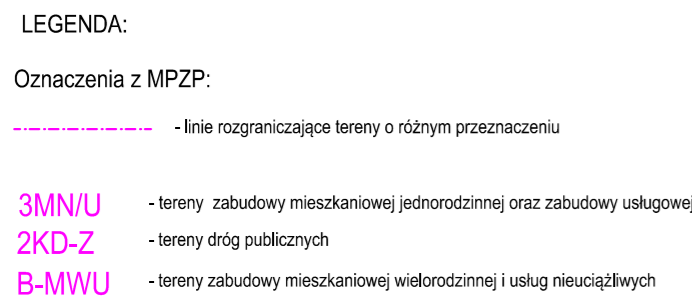 LEGENDA:
Oznaczenia z MPZP:
- linie rozgraniczające tereny o różnym przeznaczeniu
3MN/U - tereny zabudowy mieszkaniowej jednorodzinnej oraz zabudowy usługowej
2KD-Z - tereny dróg publicznych
B-MWU - tereny zabudowy mieszkaniowej wielorodzinnej i usług nieuciążliwych